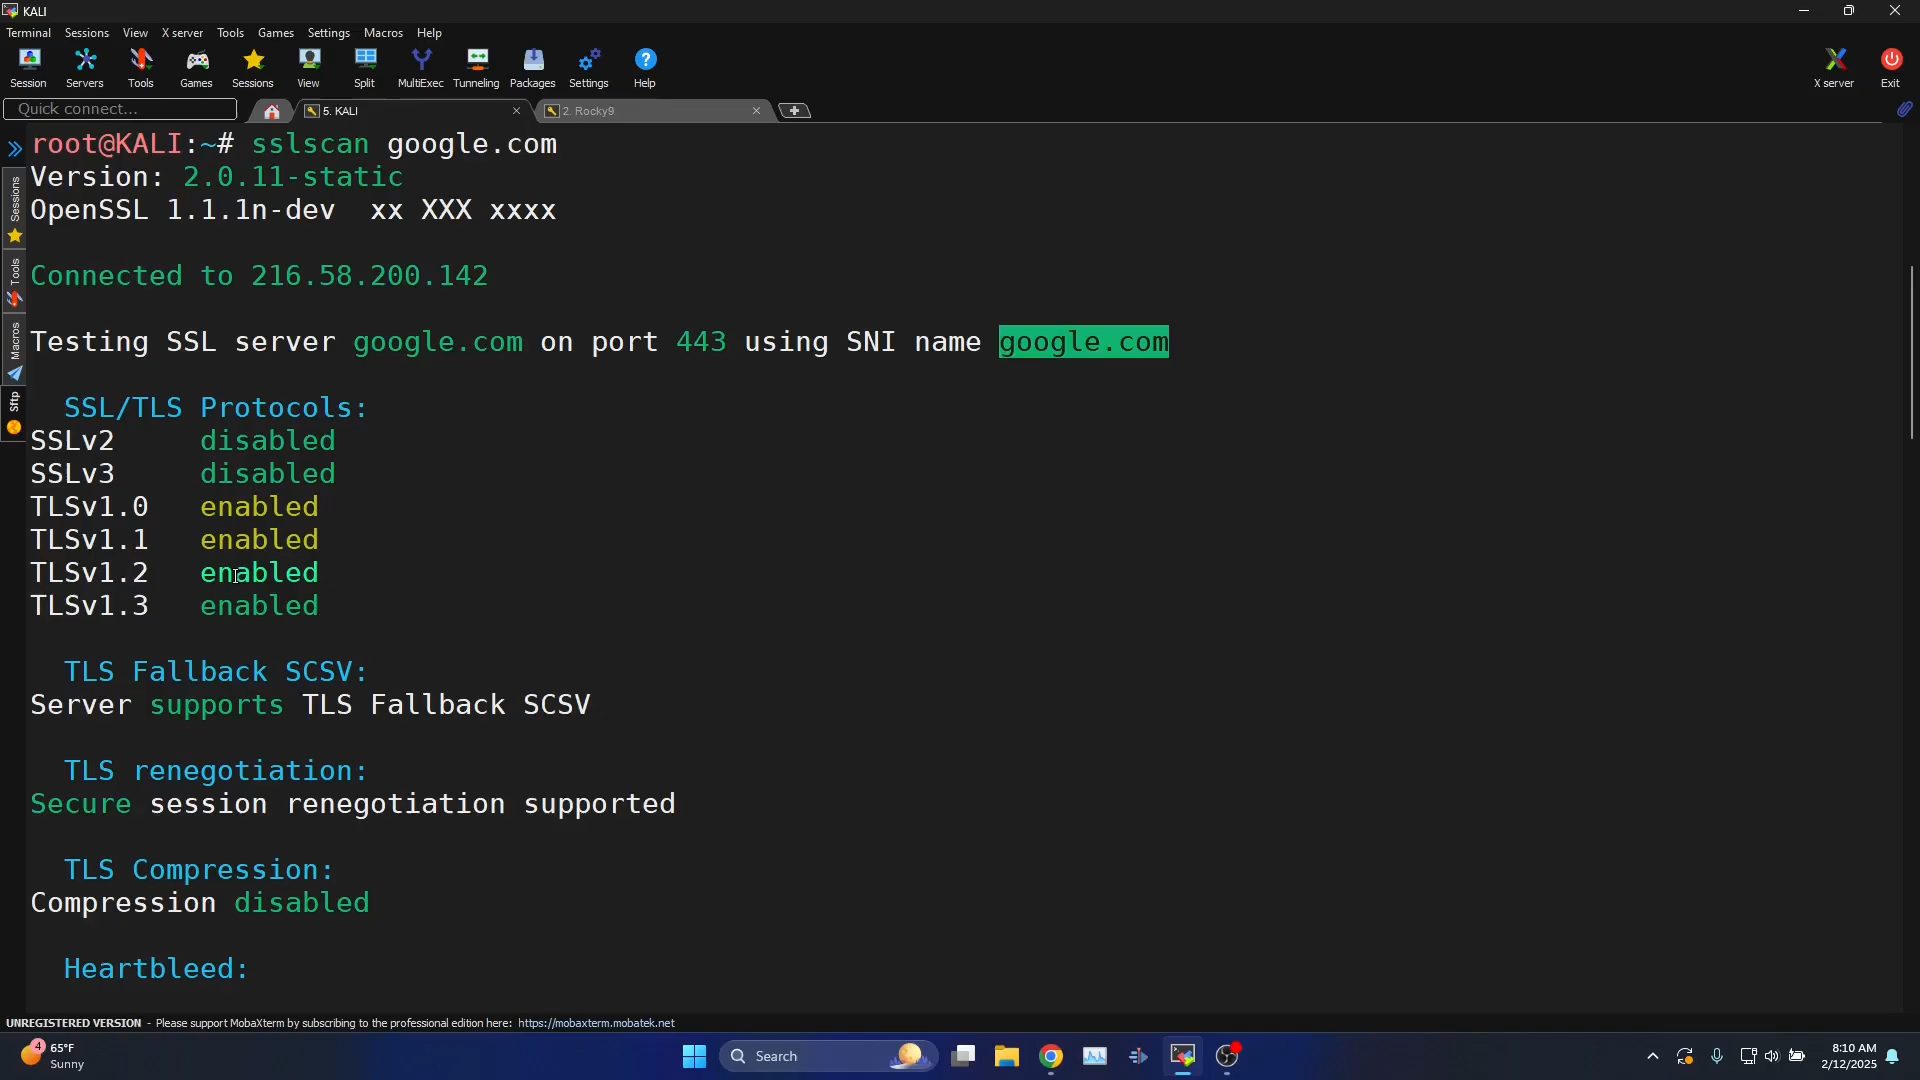 KALI
Terminal Sessions View X server Tools Games Settings Macros Help
Session Servers Tools Games Sessions View Split MultiExec Tunneling Packages Settings Help X server Exit
Quick connect... 5. KALI 2. Rocky9
Sessions
Tools
Macros
Sftp
root@KALI:~# sslscan google.com
Version: 2.0.11-static
OpenSSL 1.1.1n-dev xx XXX xxxx
Connected to 216.58.200.142
Testing SSL server google.com on port 443 using SNI name google.com
SSL/TLS Protocols:
SSLv2 disabled
SSLv3 disabled
TLSv1.0 enabled
TLSv1.1 enabled
TLSv1.2 enabled
TLSv1.3 enabled
TLS Fallback SCSV:
Server supports TLS Fallback SCSV
TLS renegotiation:
Secure session renegotiation supported
TLS Compression:
Compression disabled
Heartbleed:
UNREGISTERED VERSION - Please support MobaXterm by subscribing to the professional edition here: https://mobaxterm.mobatek.net
4 65°F
Sunny
Search
8:10 AM
2/12/2025